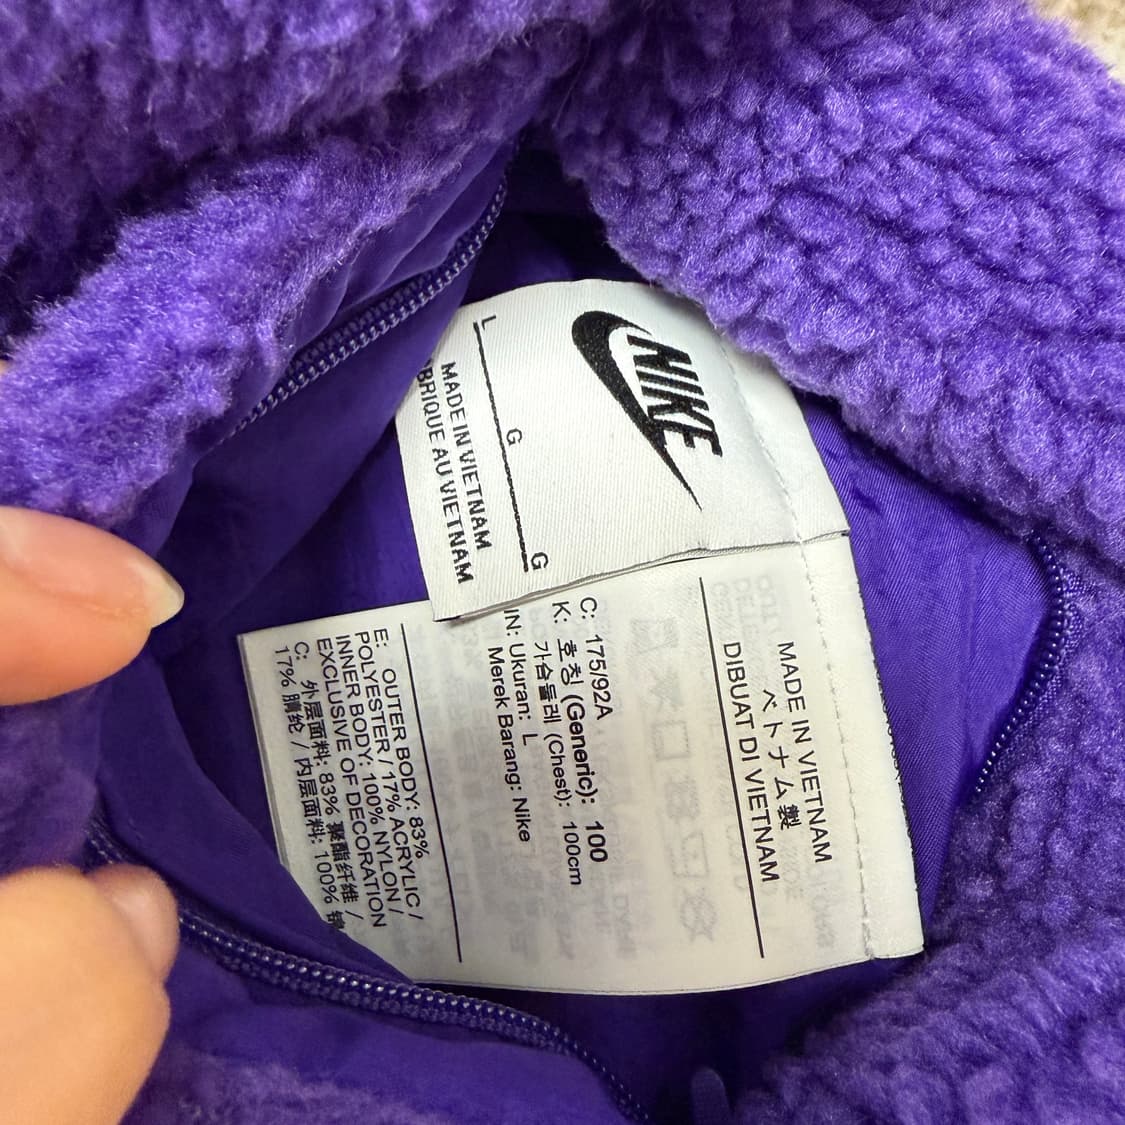 NIKE
L
G
G
MADE IN VIETNAM
BRIQUE AU VIETNAM
MADE IN VIETNAM
ベトナム製
DIBUAT DI VIETNAM
C: 175/92A
K: 호칭 (Generic): 100
가슴둘레 (Chest): 100cm
IN: Ukuran: L
Merek Barang: Nike
E: OUTER BODY: 83%
POLYESTER / 17% ACRYLIC /
INNER BODY: 100% NYLON /
EXCLUSIVE OF DECORATION
C: 外层面料: 83% 聚酯纤维 /
17% 腈纶 / 内层面料: 100%